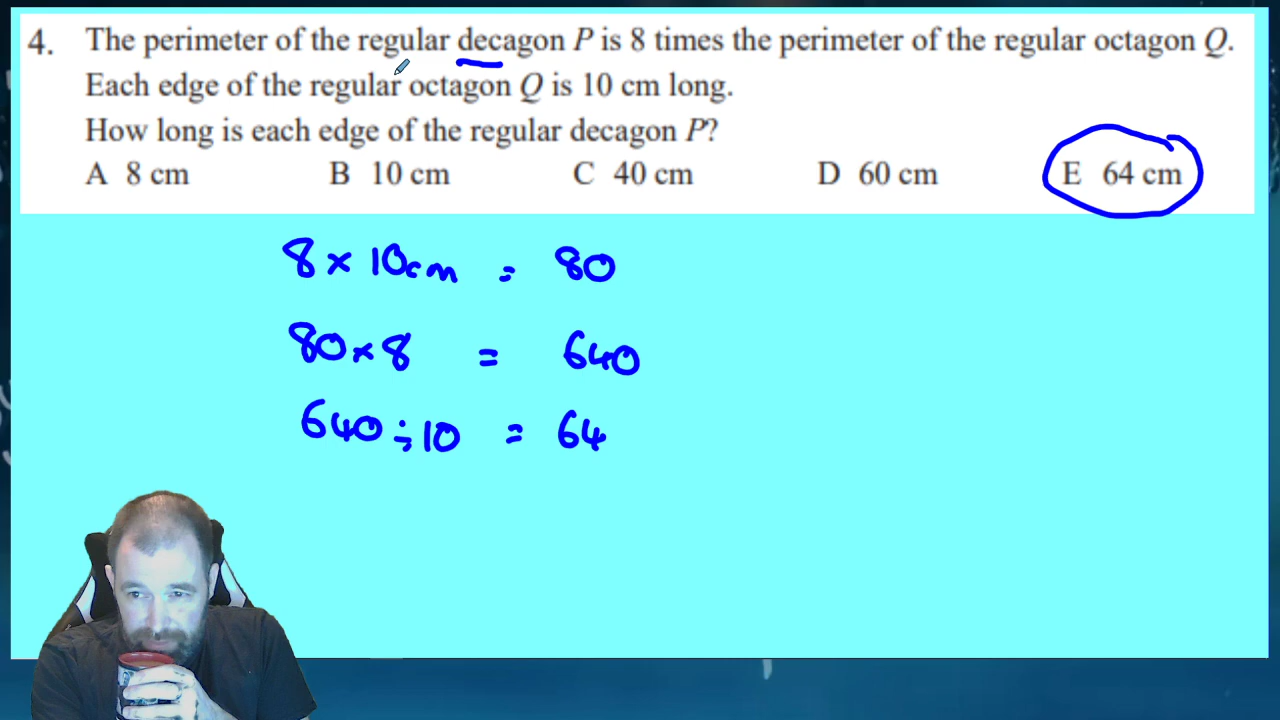 4. The perimeter of the regular decagon P is 8 times the perimeter of the regular octagon Q.
Each edge of the regular octagon Q is 10 cm long.
How long is each edge of the regular decagon P?
A 8 cm B 10 cm C 40 cm D 60 cm E 64 cm
8 × 10cm = 80
80 × 8 = 640
640 ÷ 10 = 64